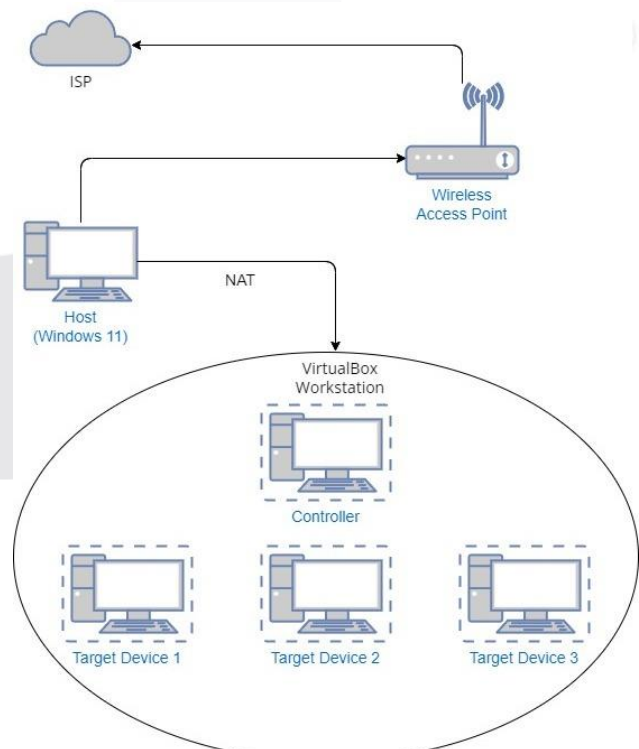 ISP
Wireless
Access Point
NAT
Host
(Windows 11)
VirtualBox
Workstation
Controller
Target Device 1
Target Device 2
Target Device 3